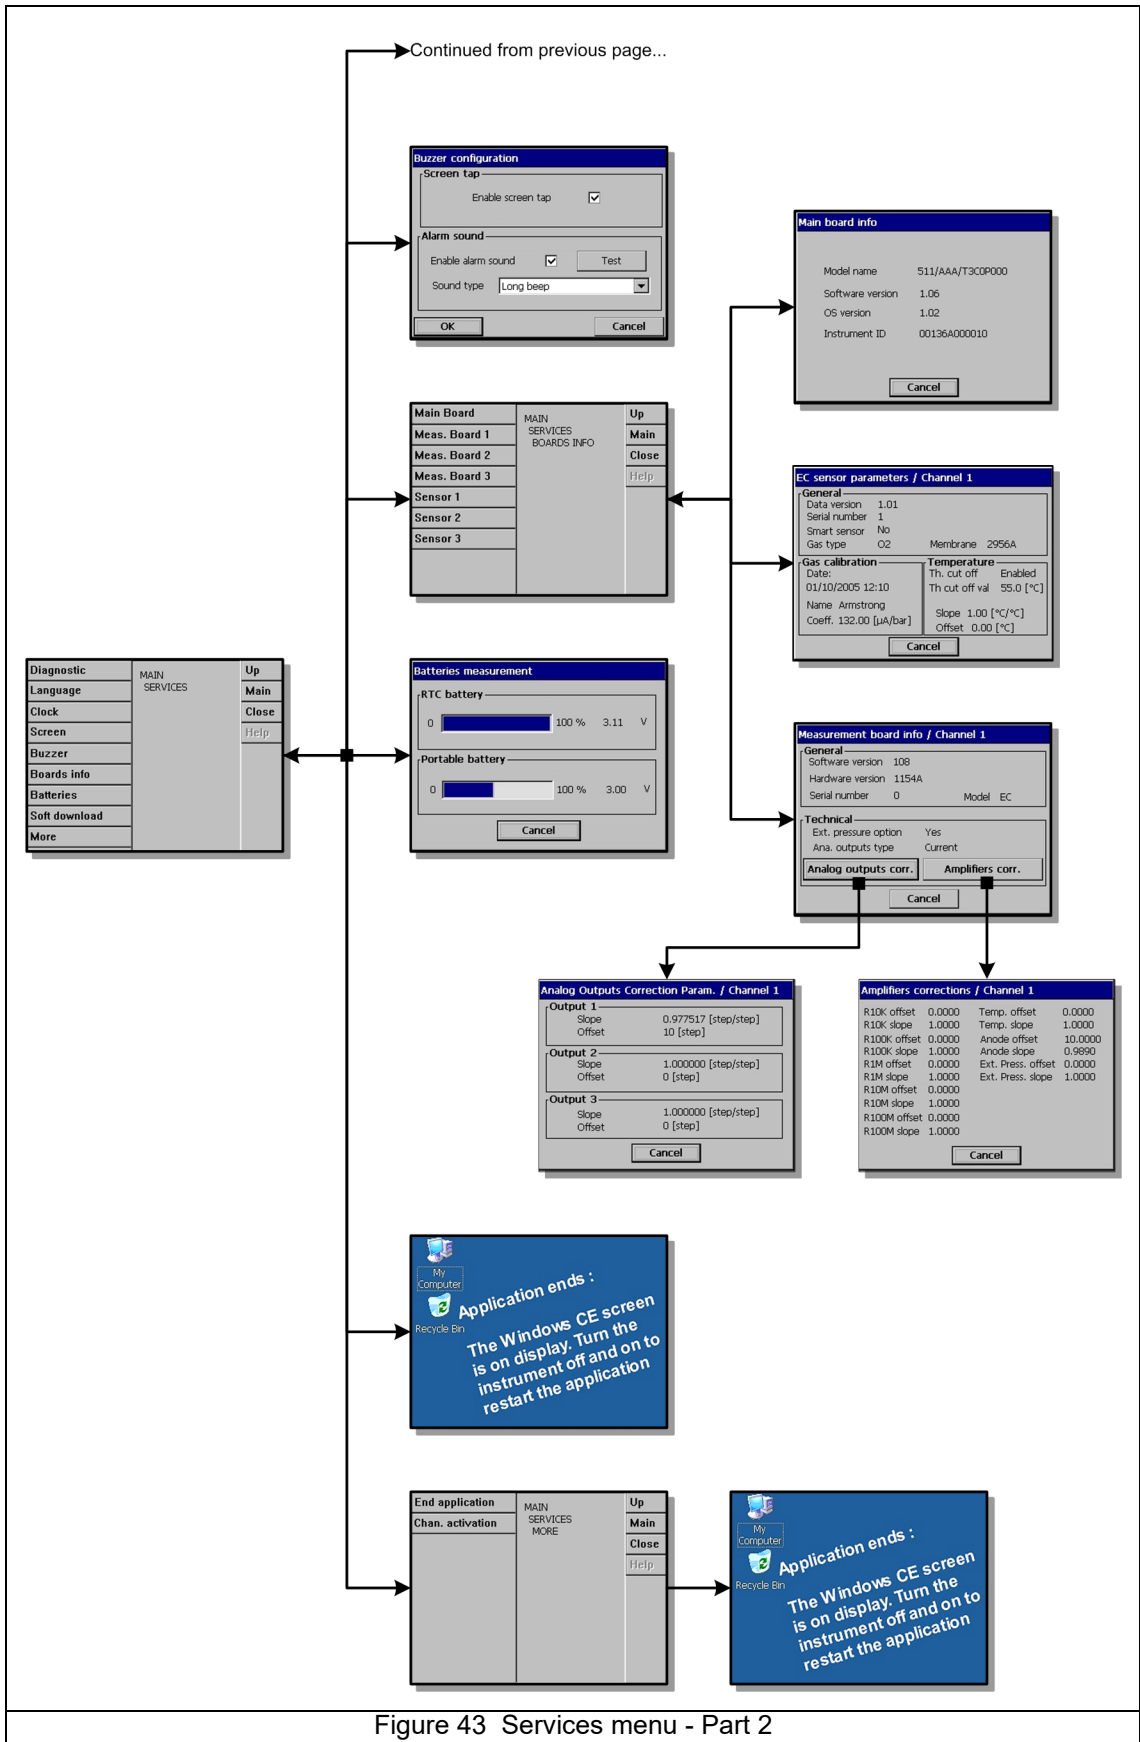 Continued from previous page...
Buzzer configuration
Screen tap
Enable screen tap
Alarm sound
Enable alarm sound Test
Sound type Long beep
OK Cancel
Main board info
Model name 511/AAA/T3C0P000
Software version 1.06
OS version 1.02
Instrument ID 00136A000010
Cancel
Main Board
Meas. Board 1
Meas. Board 2
Meas. Board 3
Sensor 1
Sensor 2
Sensor 3
MAIN
SERVICES
BOARDS INFO
Up
Main
Close
Help
EC sensor parameters / Channel 1
General
Data version 1.01
Serial number 1
Smart sensor No
Gas type O2 Membrane 2956A
Gas calibration
Date:
01/10/2005 12:10
Name Armstrong
Coeff. 132.00 [µA/bar]
Temperature
Th. cut off Enabled
Th cut off val 55.0 [°C]
Slope 1.00 [°C/°C]
Offset 0.00 [°C]
Cancel
Diagnostic
Language
Clock
Screen
Buzzer
Boards info
Batteries
Soft download
More
MAIN
SERVICES
Up
Main
Close
Help
Batteries measurement
RTC battery
0 100 % 3.11 V
Portable battery
0 100 % 3.00 V
Cancel
Measurement board info / Channel 1
General
Software version 108
Hardware version 1154A
Serial number 0 Model EC
Technical
Ext. pressure option Yes
Ana. outputs type Current
Analog outputs corr. Amplifiers corr.
Cancel
Analog Outputs Correction Param. / Channel 1
Output 1
Slope 0.977517 [step/step]
Offset 10 [step]
Output 2
Slope 1.000000 [step/step]
Offset 0 [step]
Output 3
Slope 1.000000 [step/step]
Offset 0 [step]
Cancel
Amplifiers corrections / Channel 1
R10K offset 0.0000 Temp. offset 0.0000
R10K slope 1.0000 Temp. slope 1.0000
R100K offset 0.0000 Anode offset 10.0000
R100K slope 1.0000 Anode slope 0.9890
R1M offset 0.0000 Ext. Press. offset 0.0000
R1M slope 1.0000 Ext. Press. slope 1.0000
R10M offset 0.0000
R10M slope 1.0000
R100M offset 0.0000
R100M slope 1.0000
Cancel
My
Computer
Recycle Bin
Application ends :
The Windows CE screen
is on display. Turn the
instrument off and on to
restart the application
End application
Chan. activation
MAIN
SERVICES
MORE
Up
Main
Close
Help
My
Computer
Recycle Bin
Application ends :
The Windows CE screen
is on display. Turn the
instrument off and on to
restart the application
Figure 43 Services menu - Part 2